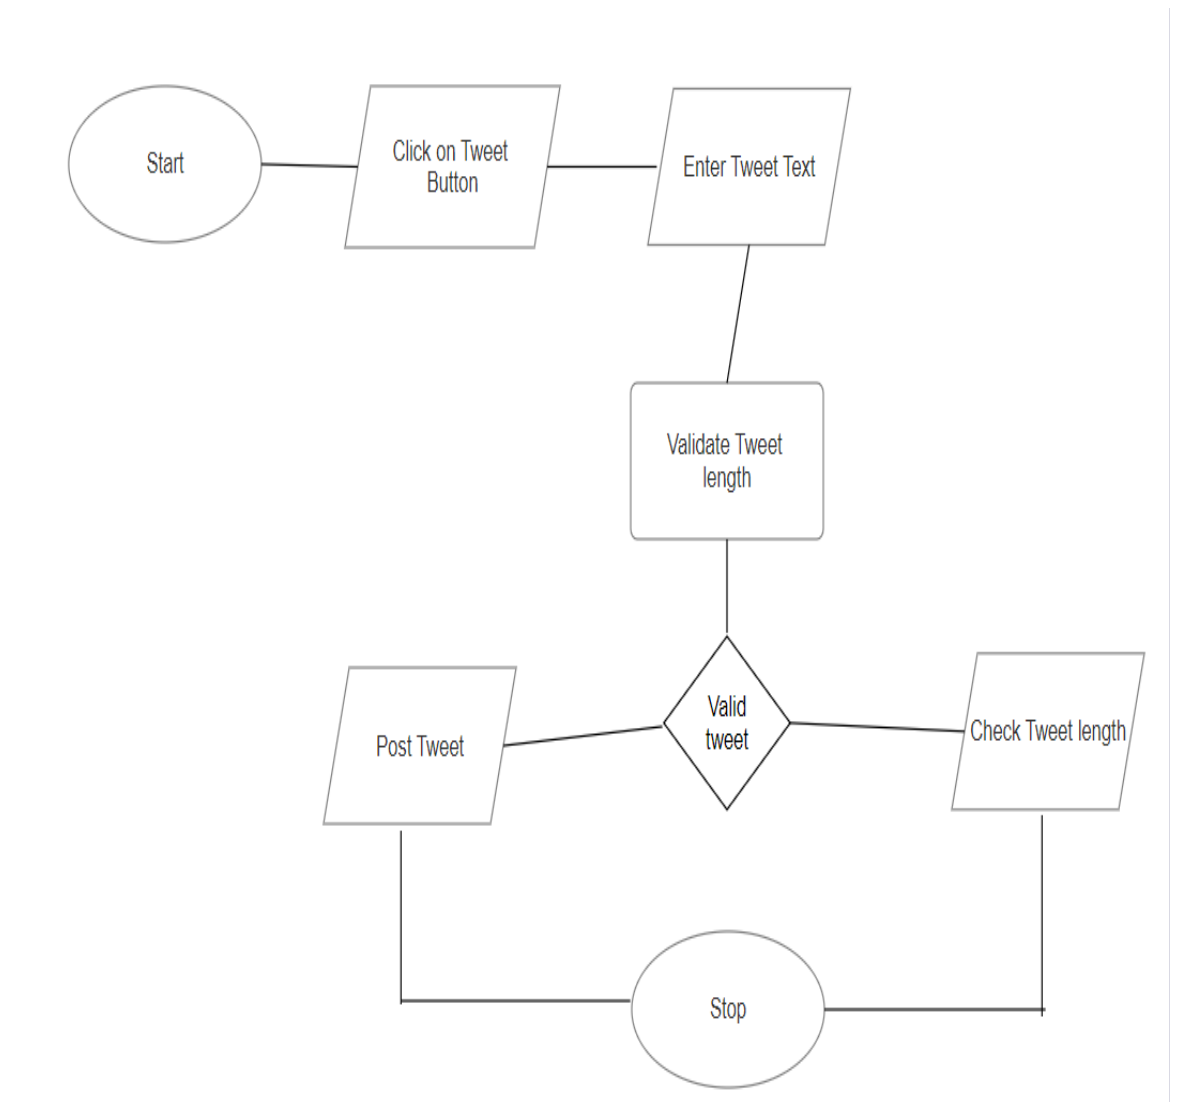 Start
Click on Tweet
Button
Enter Tweet Text
Validate Tweet
length
Valid
tweet
Post Tweet
Check Tweet length
Stop